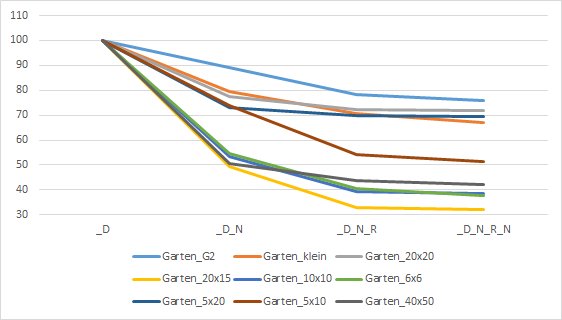 110
100
90
80
70
60
50
40
30
_D _D_N _D_N_R _D_N_R_N
Garten_G2 Garten_klein Garten_20x20
Garten_20x15 Garten_10x10 Garten_6x6
Garten_5x20 Garten_5x10 Garten_40x50